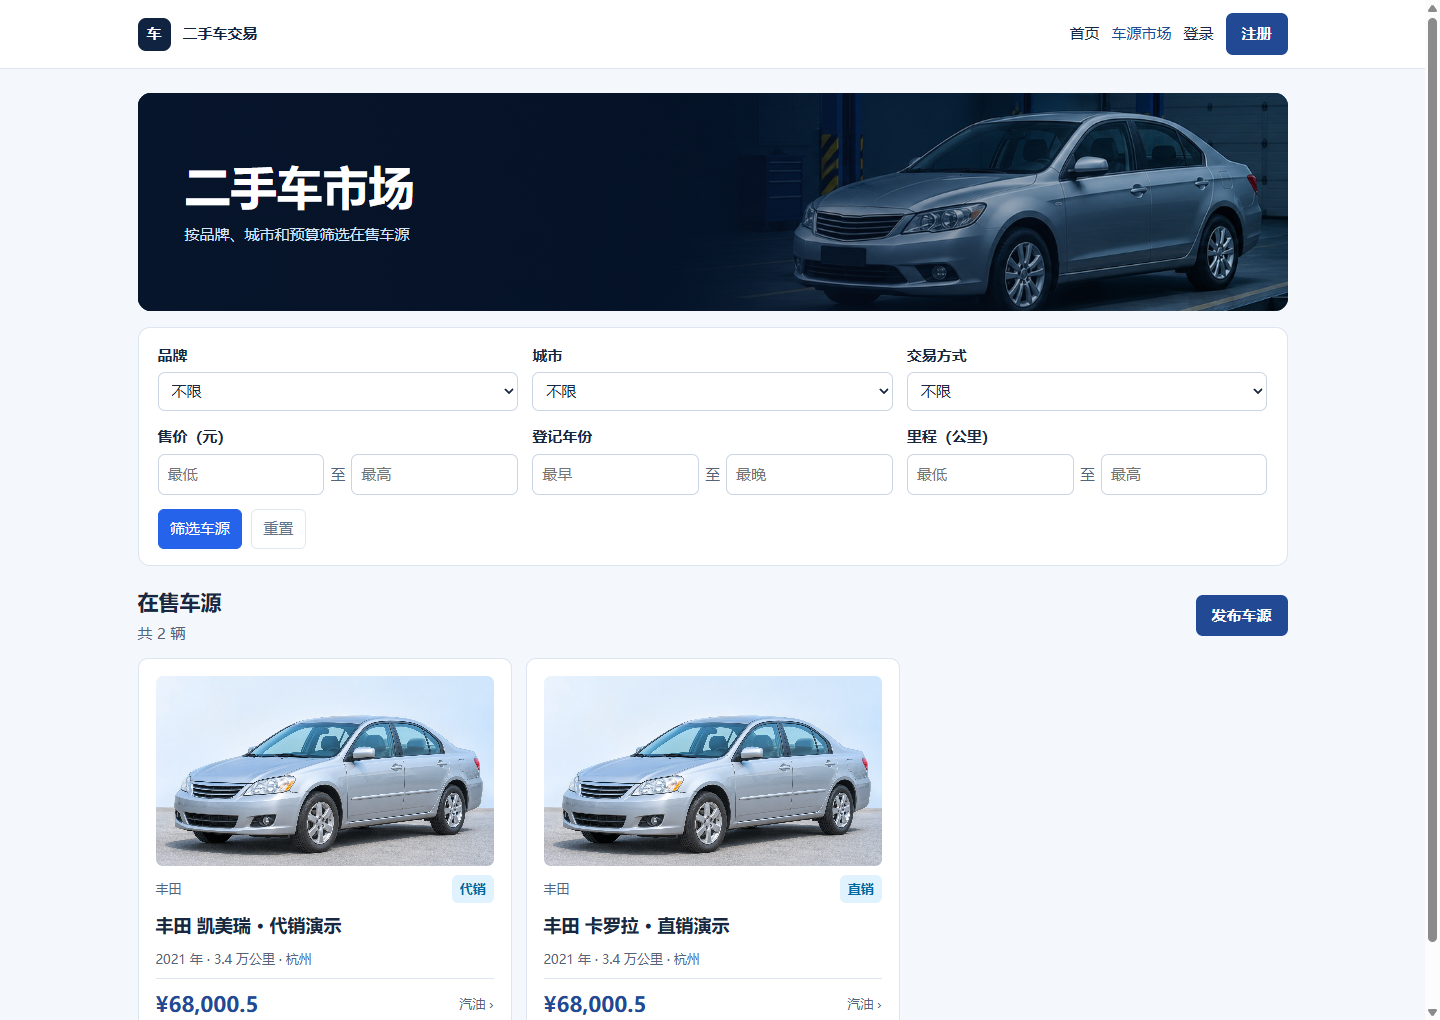 车 二手车交易 首页 车源市场 登录 注册
二手车市场
按品牌、城市和预算筛选在售车源
品牌 城市 交易方式
不限 不限 不限
售价（元） 登记年份 里程（公里）
最低 至 最高 最早 至 最晚 最低 至 最高
筛选车源 重置
在售车源
共 2 辆
发布车源
丰田 代销
丰田 凯美瑞・代销演示
2021 年 · 3.4 万公里 · 杭州
¥68,000.5 汽油 ›
丰田 直销
丰田 卡罗拉・直销演示
2021 年 · 3.4 万公里 · 杭州
¥68,000.5 汽油 ›